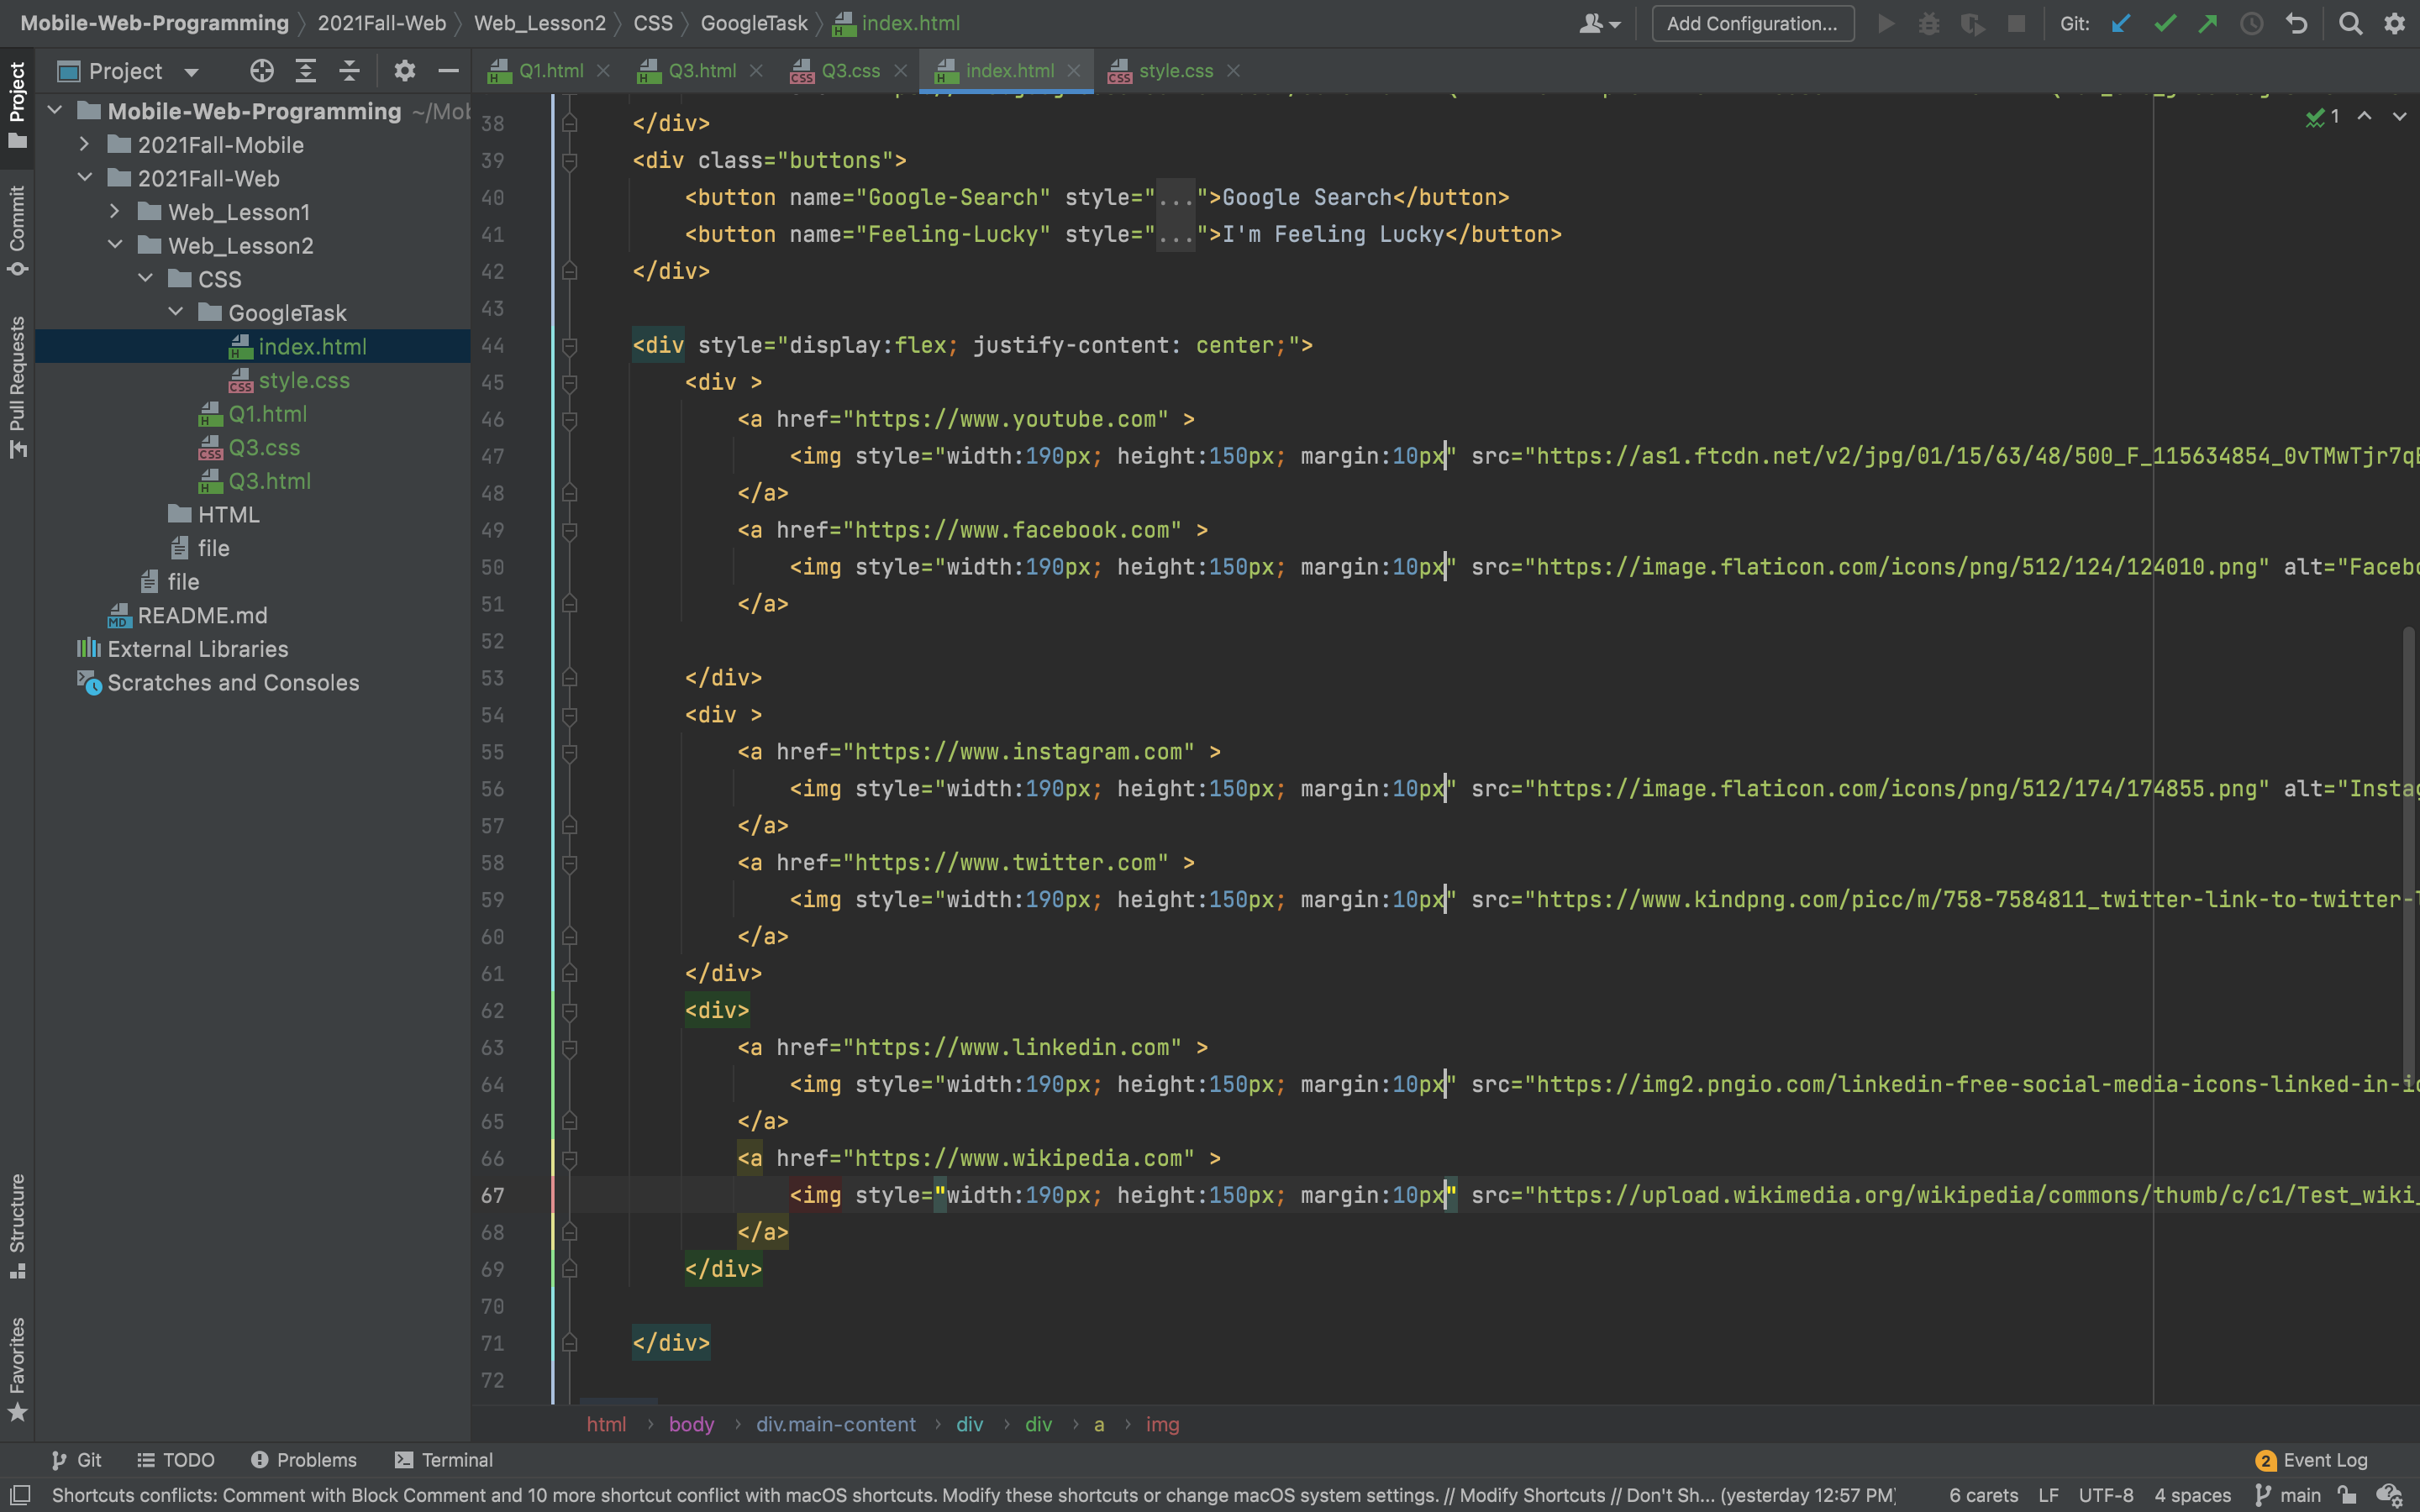 Mobile-Web-Programming 2021Fall-Web Web_Lesson2 CSS GoogleTask index.html Add Configuration... Git:
Project Q1.html Q3.html Q3.css index.html style.css
Mobile-Web-Programming ~/Mob
2021Fall-Mobile
2021Fall-Web
Web_Lesson1
Web_Lesson2
CSS
GoogleTask
index.html
style.css
Q1.html
Q3.css
Q3.html
HTML
file
file
README.md
External Libraries
Scratches and Consoles
Project
Commit
Pull Requests
Structure
Favorites
1
38 </div>
39 <div class="buttons">
40 <button name="Google-Search" style="...">Google Search</button>
41 <button name="Feeling-Lucky" style="...">I'm Feeling Lucky</button>
42 </div>
43
44 <div style="display:flex; justify-content: center;">
45 <div >
46 <a href="https://www.youtube.com" >
47 <img style="width:190px; height:150px; margin:10px" src="https://as1.ftcdn.net/v2/jpg/01/15/63/48/500_F_115634854_0vTMwTjr7q
48 </a>
49 <a href="https://www.facebook.com" >
50 <img style="width:190px; height:150px; margin:10px" src="https://image.flaticon.com/icons/png/512/124/124010.png" alt="Facebo
51 </a>
52
53 </div>
54 <div >
55 <a href="https://www.instagram.com" >
56 <img style="width:190px; height:150px; margin:10px" src="https://image.flaticon.com/icons/png/512/174/174855.png" alt="Insta
57 </a>
58 <a href="https://www.twitter.com" >
59 <img style="width:190px; height:150px; margin:10px" src="https://www.kindpng.com/picc/m/758-7584811_twitter-link-to-twitter-
60 </a>
61 </div>
62 <div>
63 <a href="https://www.linkedin.com" >
64 <img style="width:190px; height:150px; margin:10px" src="https://img2.pngio.com/linkedin-free-social-media-icons-linked-in-ic
65 </a>
66 <a href="https://www.wikipedia.com" >
67 <img style="width:190px; height:150px; margin:10px" src="https://upload.wikimedia.org/wikipedia/commons/thumb/c/c1/Test_wiki_
68 </a>
69 </div>
70
71 </div>
72
html body div.main-content div div a img
Git TODO Problems Terminal 2 Event Log
Shortcuts conflicts: Comment with Block Comment and 10 more shortcut conflict with macOS shortcuts. Modify these shortcuts or change macOS system settings. // Modify Shortcuts // Don't Sh... (yesterday 12:57 PM) 6 carets LF UTF-8 4 spaces main